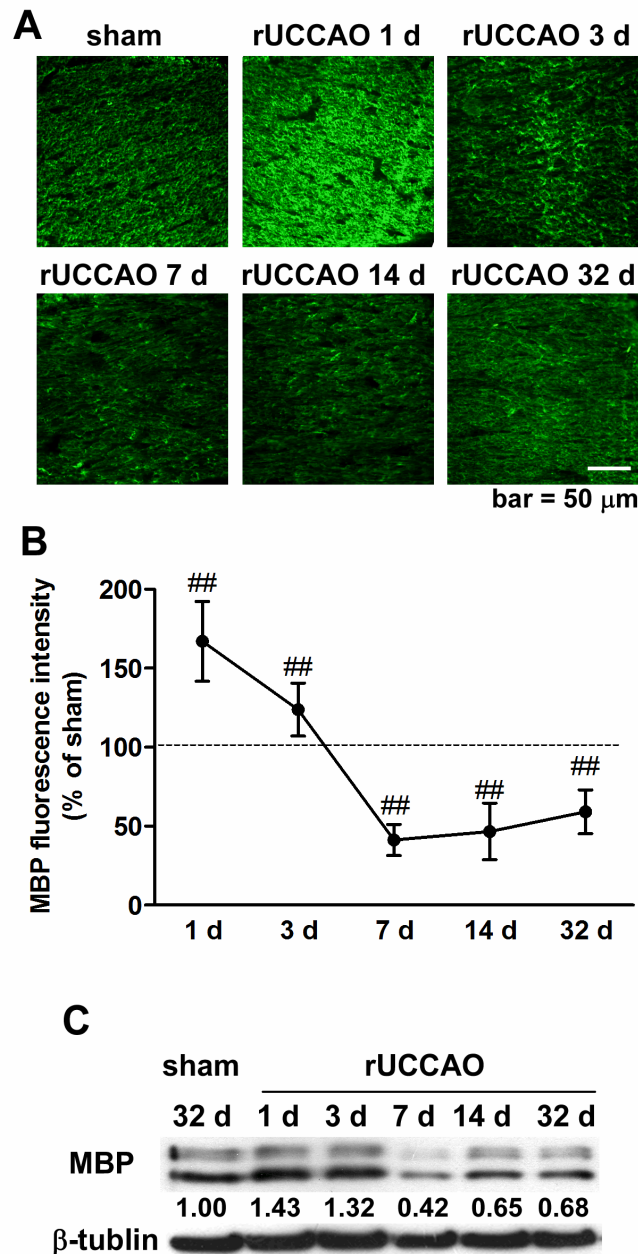 A
sham rUCCAO 1 d rUCCAO 3 d
rUCCAO 7 d rUCCAO 14 d rUCCAO 32 d
bar = 50 μm
B
MBP fluorescence intensity
(% of sham)
200
150
100
50
0
## ## ## ## ##
1 d 3 d 7 d 14 d 32 d
C
sham rUCCAO
32 d 1 d 3 d 7 d 14 d 32 d
MBP
1.00 1.43 1.32 0.42 0.65 0.68
β-tublin